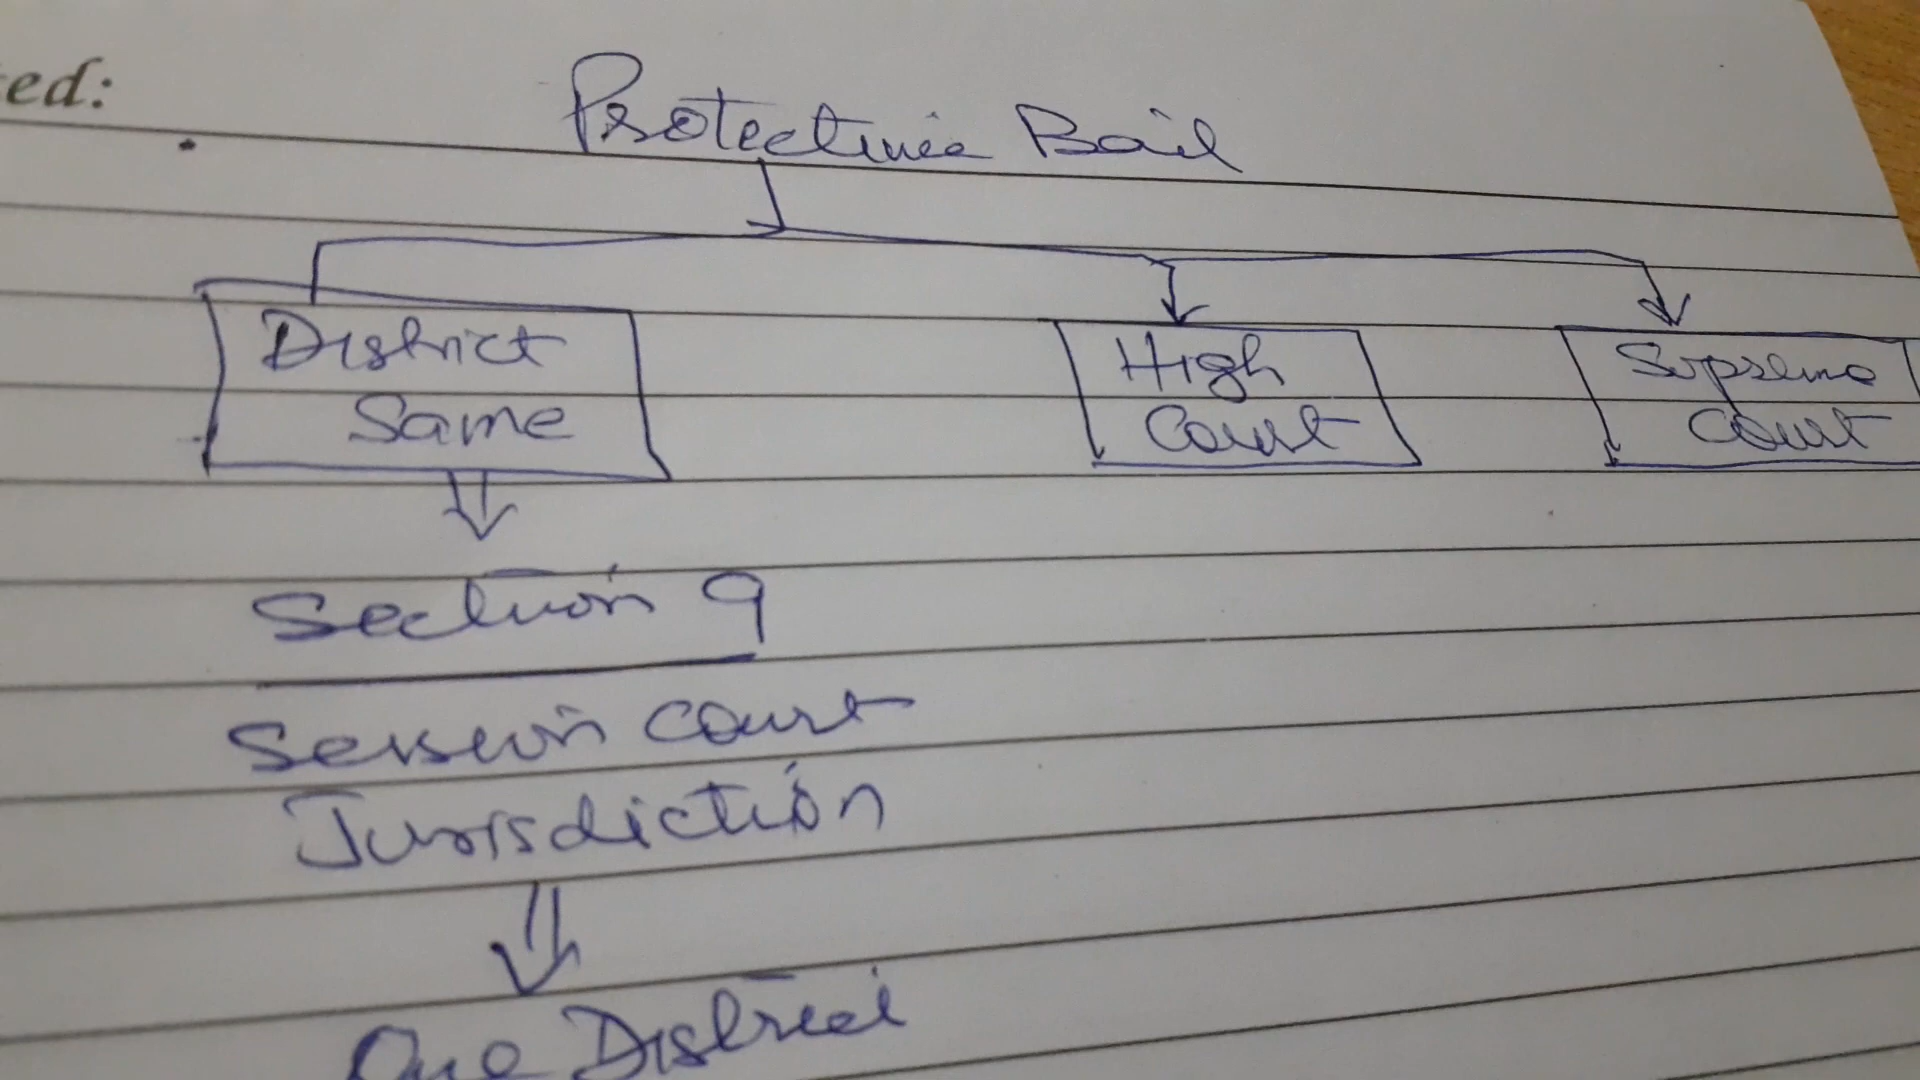 ed:
Protective Bail
District
Same
High
Court
Supreme
Court
Section 9
Session Court
Jurisdiction
One District